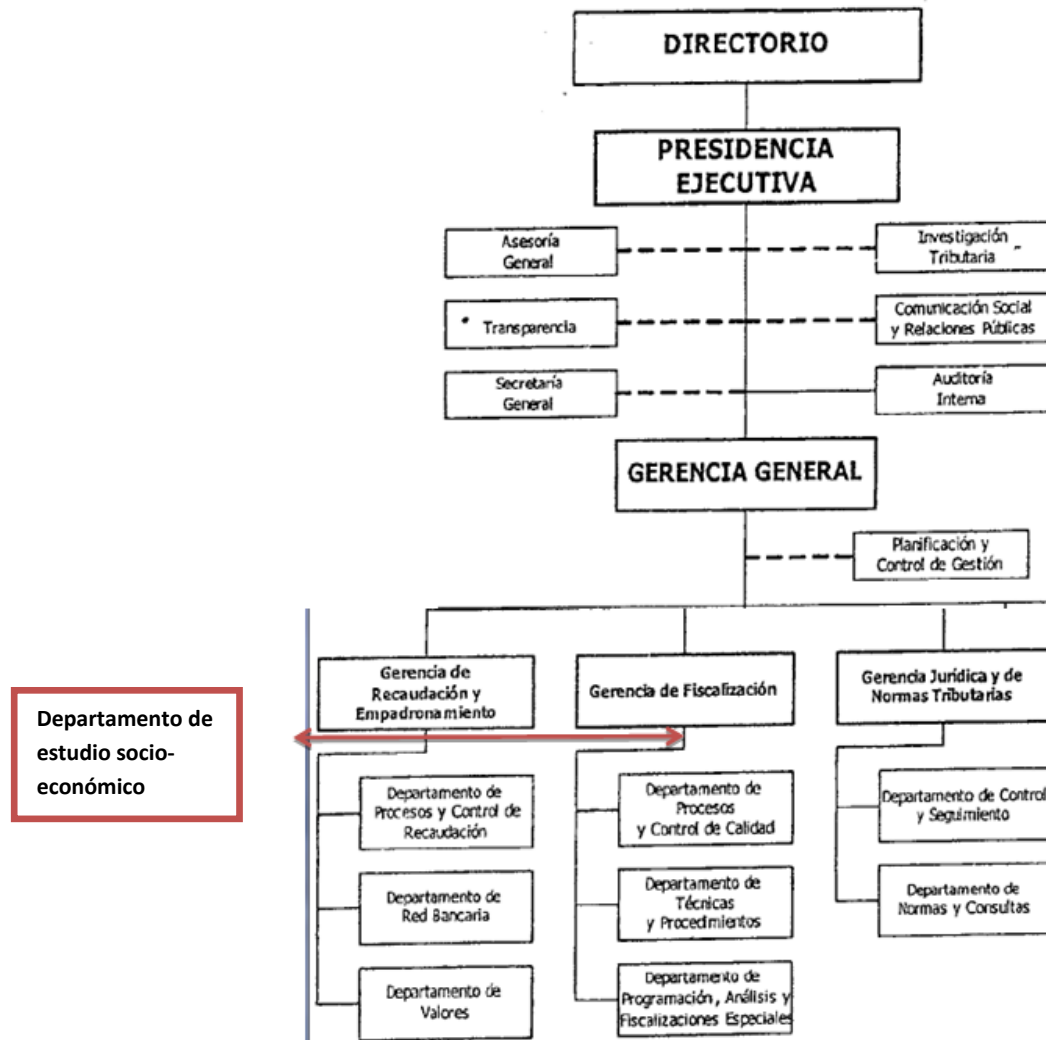 DIRECTORIO
PRESIDENCIA
EJECUTIVA
Asesoría
General
Investigación
Tributaria
Transparencia
Comunicación Social
y Relaciones Públicas
Secretaría
General
Auditoría
Interna
GERENCIA GENERAL
Planificación y
Control de Gestión
Gerencia de
Recaudación y
Empadronamiento
Gerencia de Fiscalización
Gerencia Jurídica y de
Normas Tributarias
Departamento de
estudio socio-
económico
Departamento de
Procesos y Control de
Recaudación
Departamento de
Procesos
y Control de Calidad
Departamento de Control
y Seguimiento
Departamento de
Red Bancaria
Departamento de
Técnicas
y Procedimientos
Departamento de
Normas y Consultas
Departamento de
Valores
Departamento de
Programación, Análisis y
Fiscalizaciones Especiales